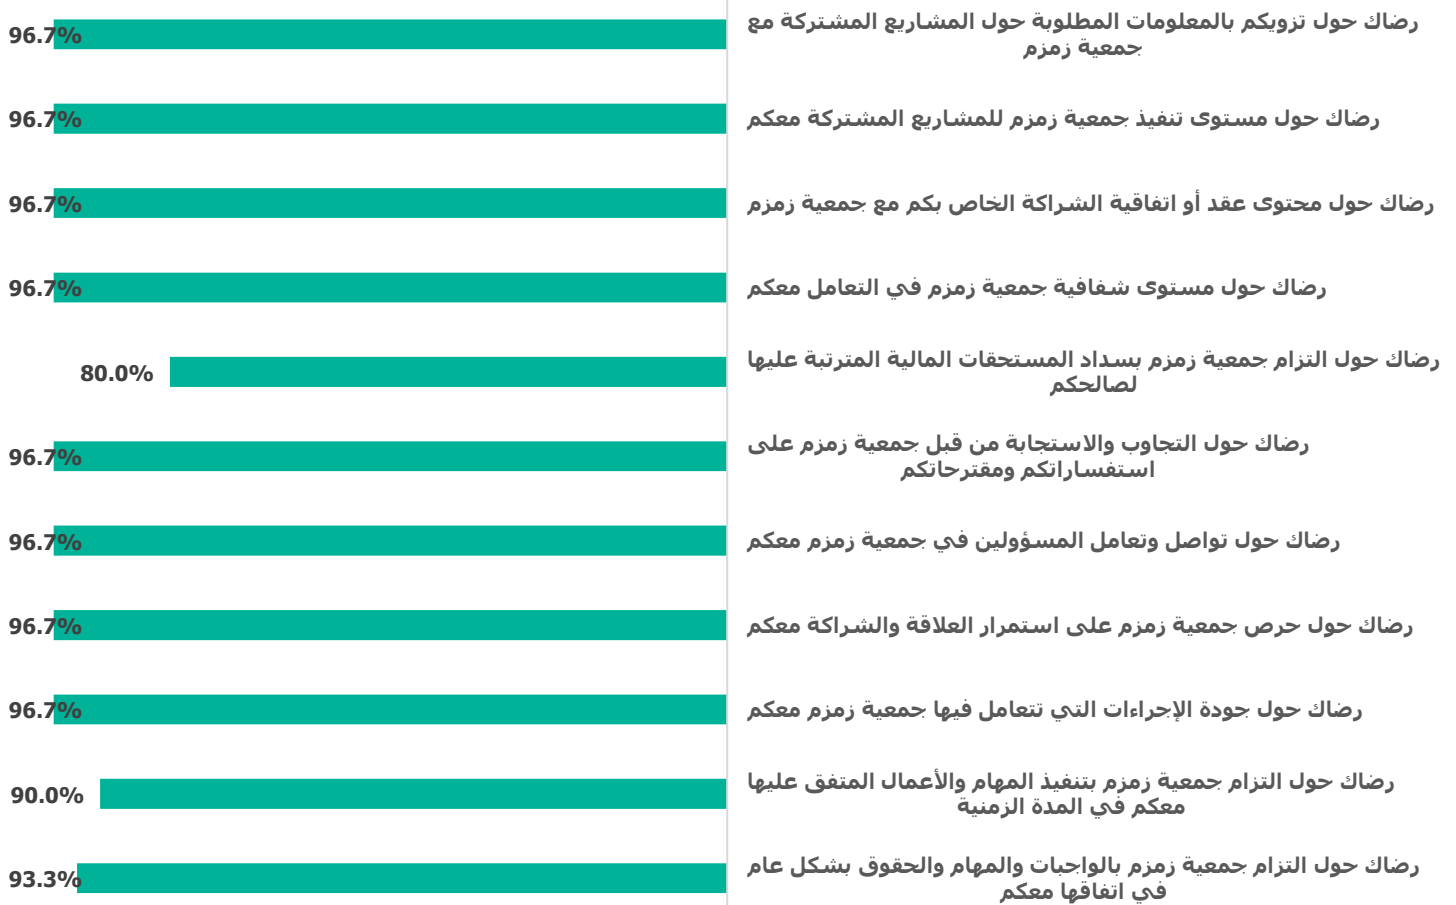 رضاك حول تزويكم بالمعلومات المطلوبة حول المشاريع المشتركة مع
جمعية زمزم
96.7%
رضاك حول مستوى تنفيذ جمعية زمزم للمشاريع المشتركة معكم
96.7%
رضاك حول محتوى عقد أو اتفاقية الشراكة الخاص بكم مع جمعية زمزم
96.7%
رضاك حول مستوى شفافية جمعية زمزم في التعامل معكم
96.7%
رضاك حول التزام جمعية زمزم بسداد المستحقات المالية المترتبة عليها
لصالحكم
80.0%
رضاك حول التجاوب والاستجابة من قبل جمعية زمزم على
استفساراتكم ومقترحاتكم
96.7%
رضاك حول تواصل وتعامل المسؤولين في جمعية زمزم معكم
96.7%
رضاك حول حرص جمعية زمزم على استمرار العلاقة والشراكة معكم
96.7%
رضاك حول جودة الإجراءات التي تتعامل فيها جمعية زمزم معكم
96.7%
رضاك حول التزام جمعية زمزم بتنفيذ المهام والأعمال المتفق عليها
معكم في المدة الزمنية
90.0%
رضاك حول التزام جمعية زمزم بالواجبات والمهام والحقوق بشكل عام
في اتفاقها معكم
93.3%